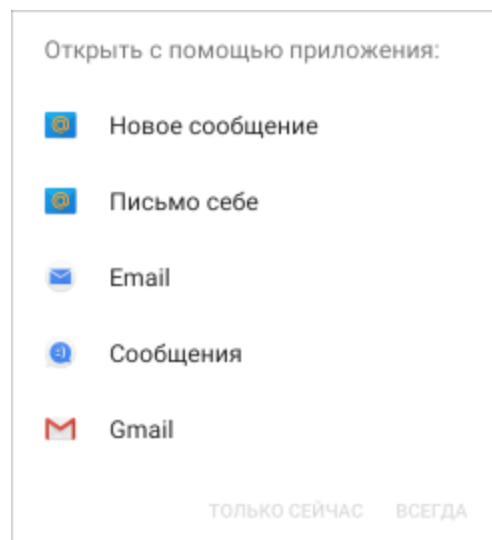 Открыть с помощью приложения:
Новое сообщение
Письмо себе
Email
Сообщения
Gmail
ТОЛЬКО СЕЙЧАС ВСЕГДА